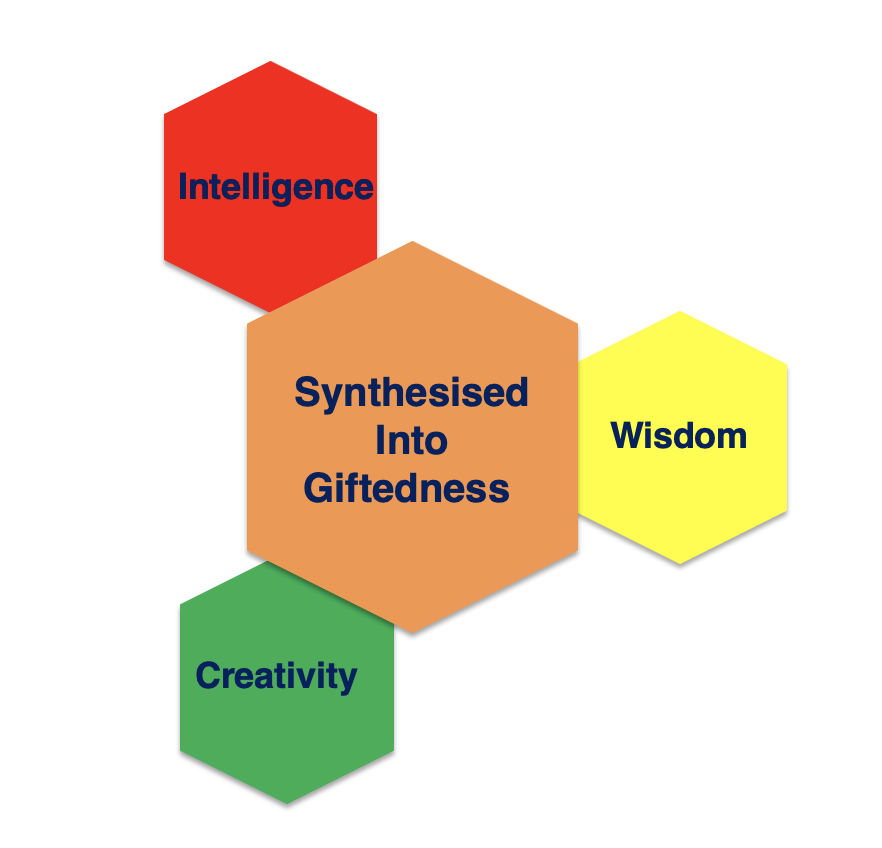 Intelligence
Synthesised
Into
Giftedness
Wisdom
Creativity